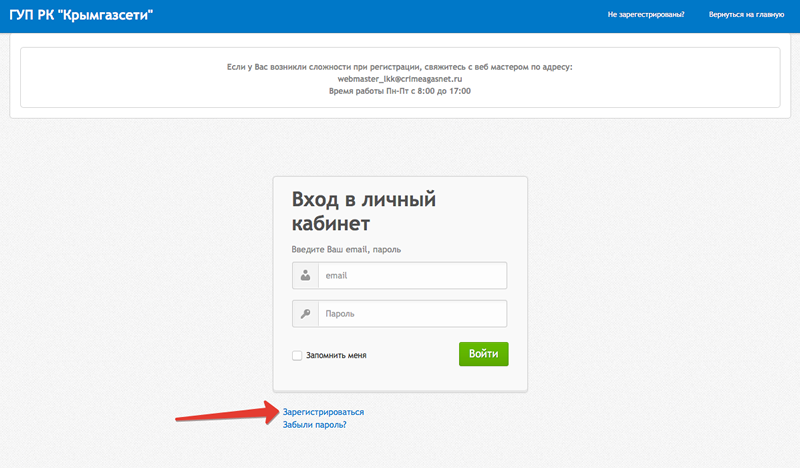 ГУП РК "Крымгазсети"
Не зарегестрированы?
Вернуться на главную
Если у Вас возникли сложности при регистрации, свяжитесь с веб мастером по адресу:
webmaster_lkk@crimeagasnet.ru
Время работы Пн-Пт с 8:00 до 17:00
Вход в личный
кабинет
Введите Ваш email, пароль
email
Пароль
Запомнить меня
Войти
Зарегистрироваться
Забыли пароль?